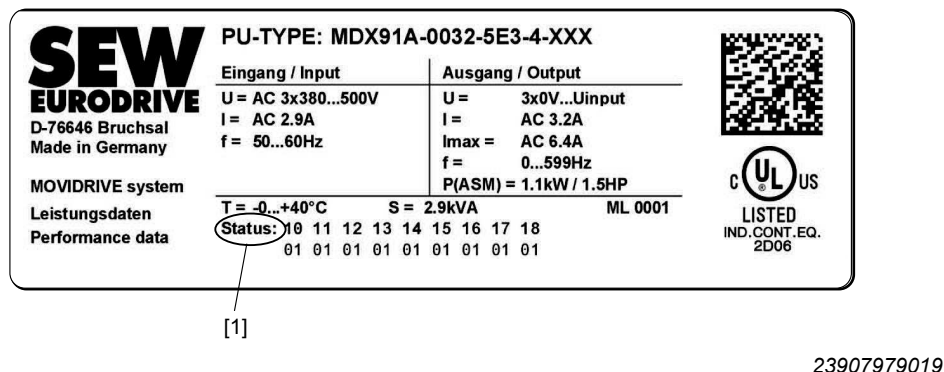 SEW
EURODRIVE
D-76646 Bruchsal
Made in Germany
MOVIDRIVE system
Leistungsdaten
Performance data
PU-TYPE: MDX91A-0032-5E3-4-XXX
Eingang / Input
U = AC 3x380...500V
I = AC 2.9A
f = 50...60Hz
Ausgang / Output
U = 3x0V...Uinput
I = AC 3.2A
Imax = AC 6.4A
f = 0...599Hz
P(ASM) = 1.1kW / 1.5HP
T = -0...+40°C S = 2.9kVA ML 0001
Status: 10 11 12 13 14 15 16 17 18
01 01 01 01 01 01 01 01 01
C UL ® US
LISTED
IND.CONT.EQ.
2D06
[1]
23907979019